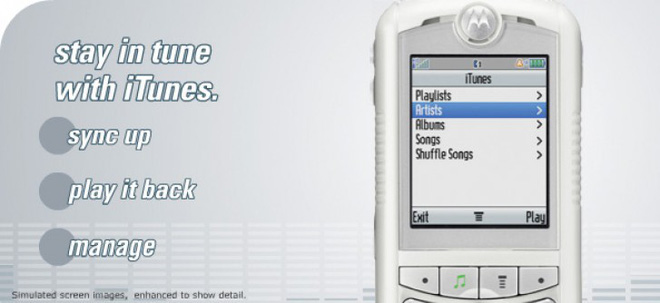 stay in tune
with iTunes.
sync up
play it back
manage
Simulated screen images, enhanced to show detail.
iTunes
Playlists
Artists
Albums
Songs
Shuffle Songs
Exit
Play